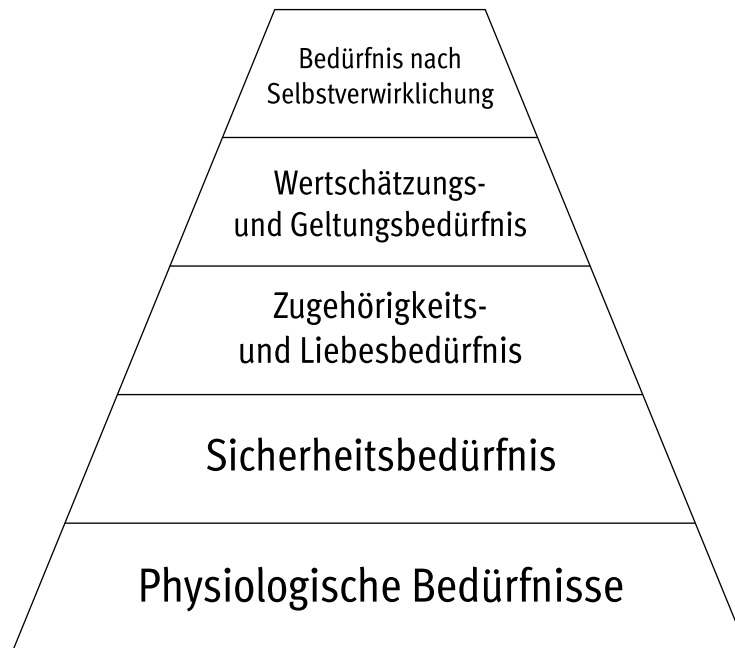 Bedürfnis nach
Selbstverwirklichung
Wertschätzungs-
und Geltungsbedürfnis
Zugehörigkeits-
und Liebesbedürfnis
Sicherheitsbedürfnis
Physiologische Bedürfnisse